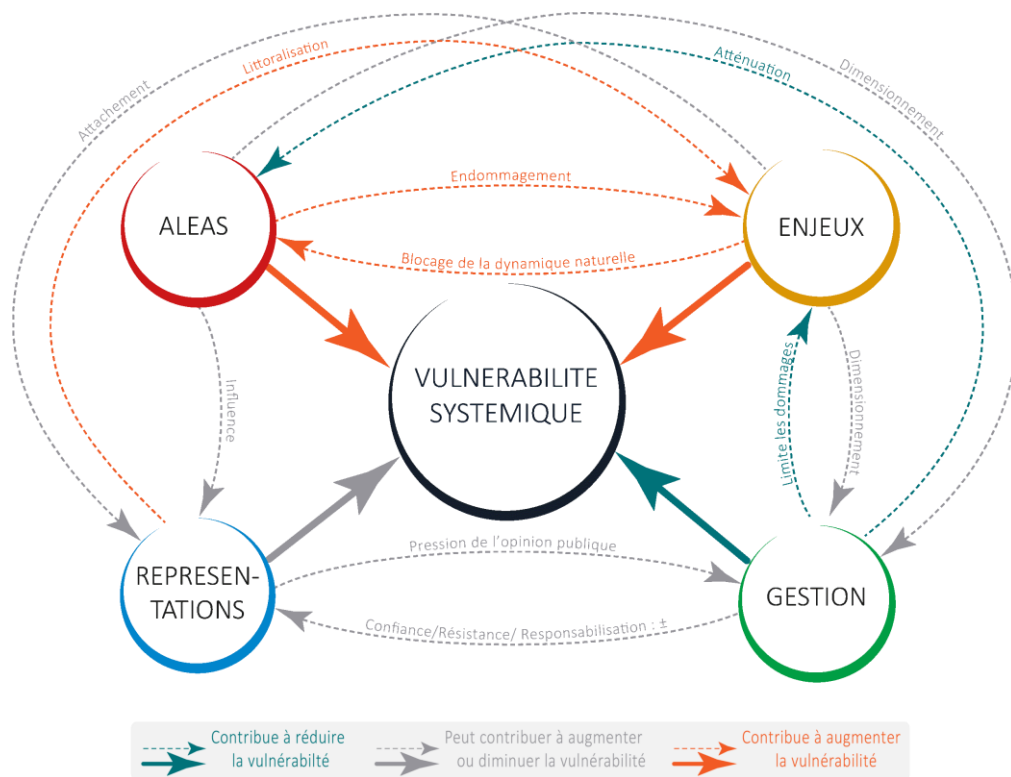 Littoralisation
Atténuation
Attachement
Dimensionnement
Endommagement
ALEAS
ENJEUX
Blocage de la dynamique naturelle
VULNERABILITE
SYSTEMIQUE
Influence
Limite les dommages
Dimensionnement
Pression de l'opinion publique
REPRESEN-
TATIONS
GESTION
Confiance/Résistance/ Responsabilisation : ±
Contribue à réduire
la vulnérabilté
Peut contribuer à augmenter
ou diminuer la vulnérabilité
Contribue à augmenter
la vulnérabilité